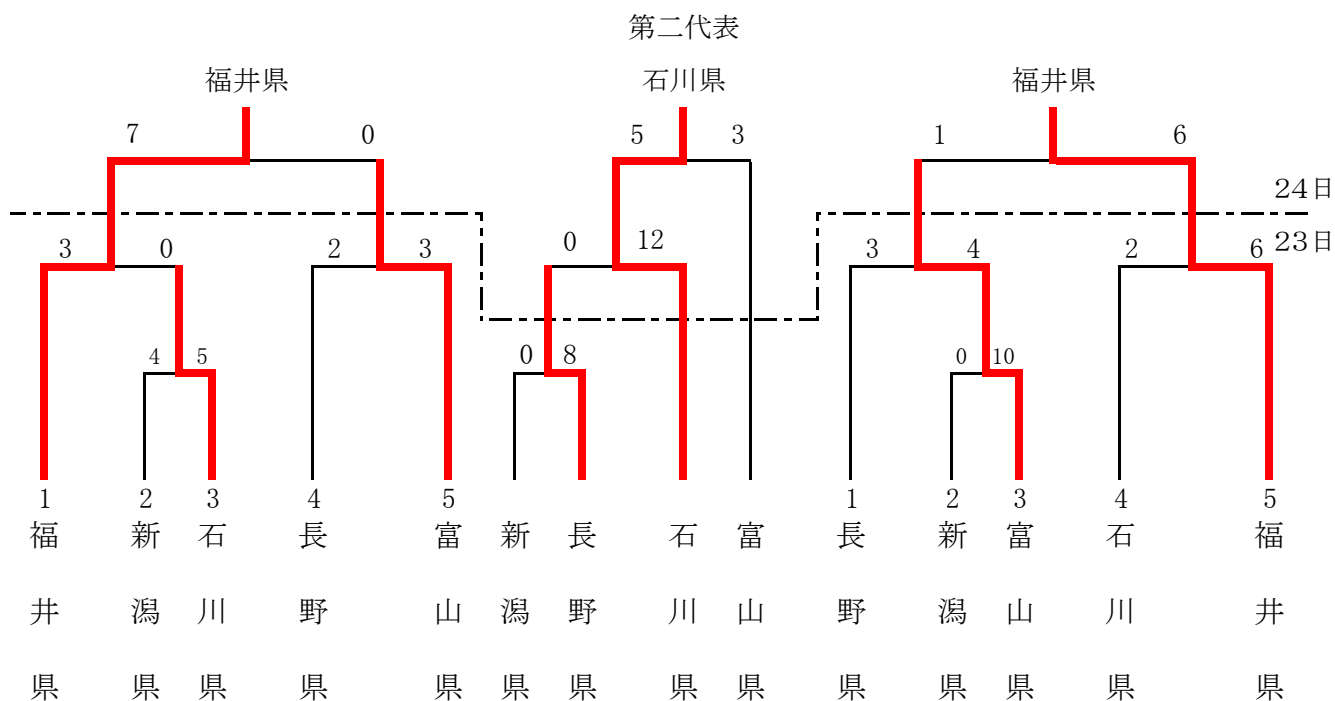 第二代表
福井県 石川県 福井県
7 0 5 3 1 6
24日
3 0 2 3 0 12 3 4 2 6 23日
4 5 0 8 0 10
1 2 3 4 5 1 2 3 4 5
福井県 新潟県 石川県 長野県 富山県 新潟県 長野県 石川県 富山県 長野県 新潟県 富山県 石川県 福井県